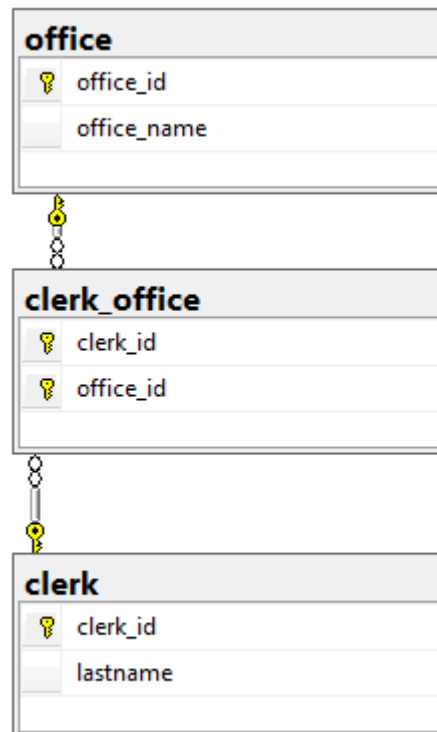 office
office_id
office_name
clerk_office
clerk_id
office_id
clerk
clerk_id
lastname